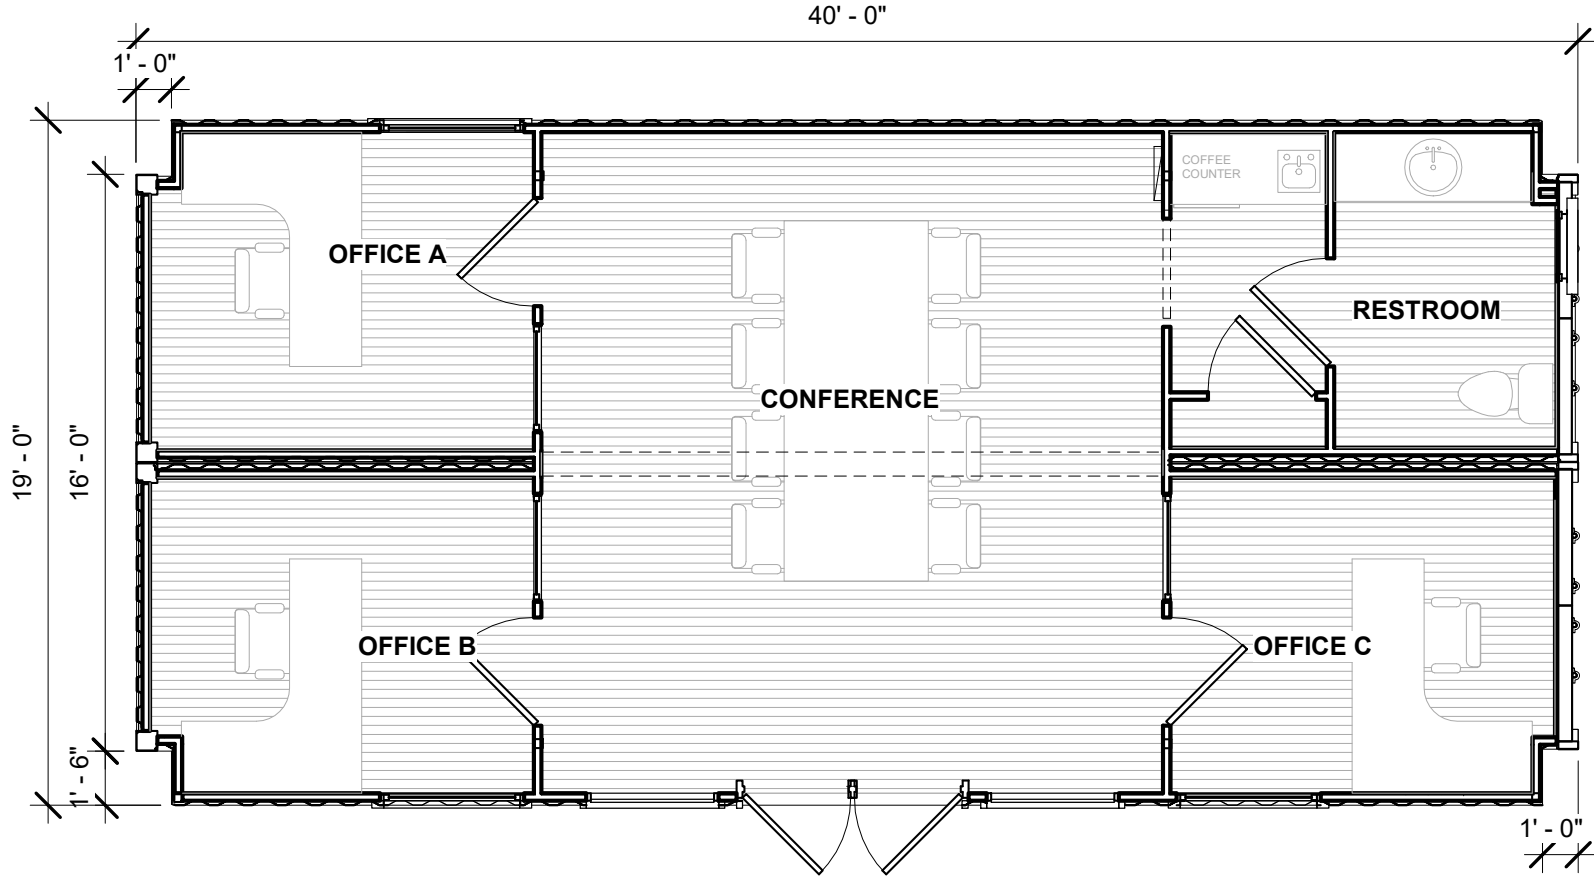 40' - 0"
1' - 0"
COFFEE
COUNTER
OFFICE A
RESTROOM
CONFERENCE
19' - 0"
16' - 0"
OFFICE B
OFFICE C
1' - 6"
1' - 0"